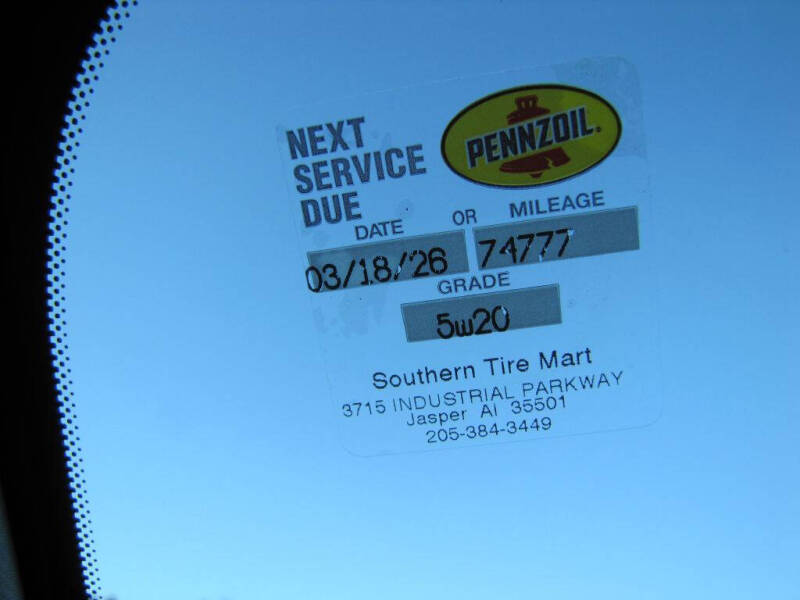 NEXT
SERVICE
DUE
PENNZOIL®
DATE OR MILEAGE
03/18/26 74777
GRADE
5w20
Southern Tire Mart
3715 INDUSTRIAL PARKWAY
Jasper Al 35501
205-384-3449